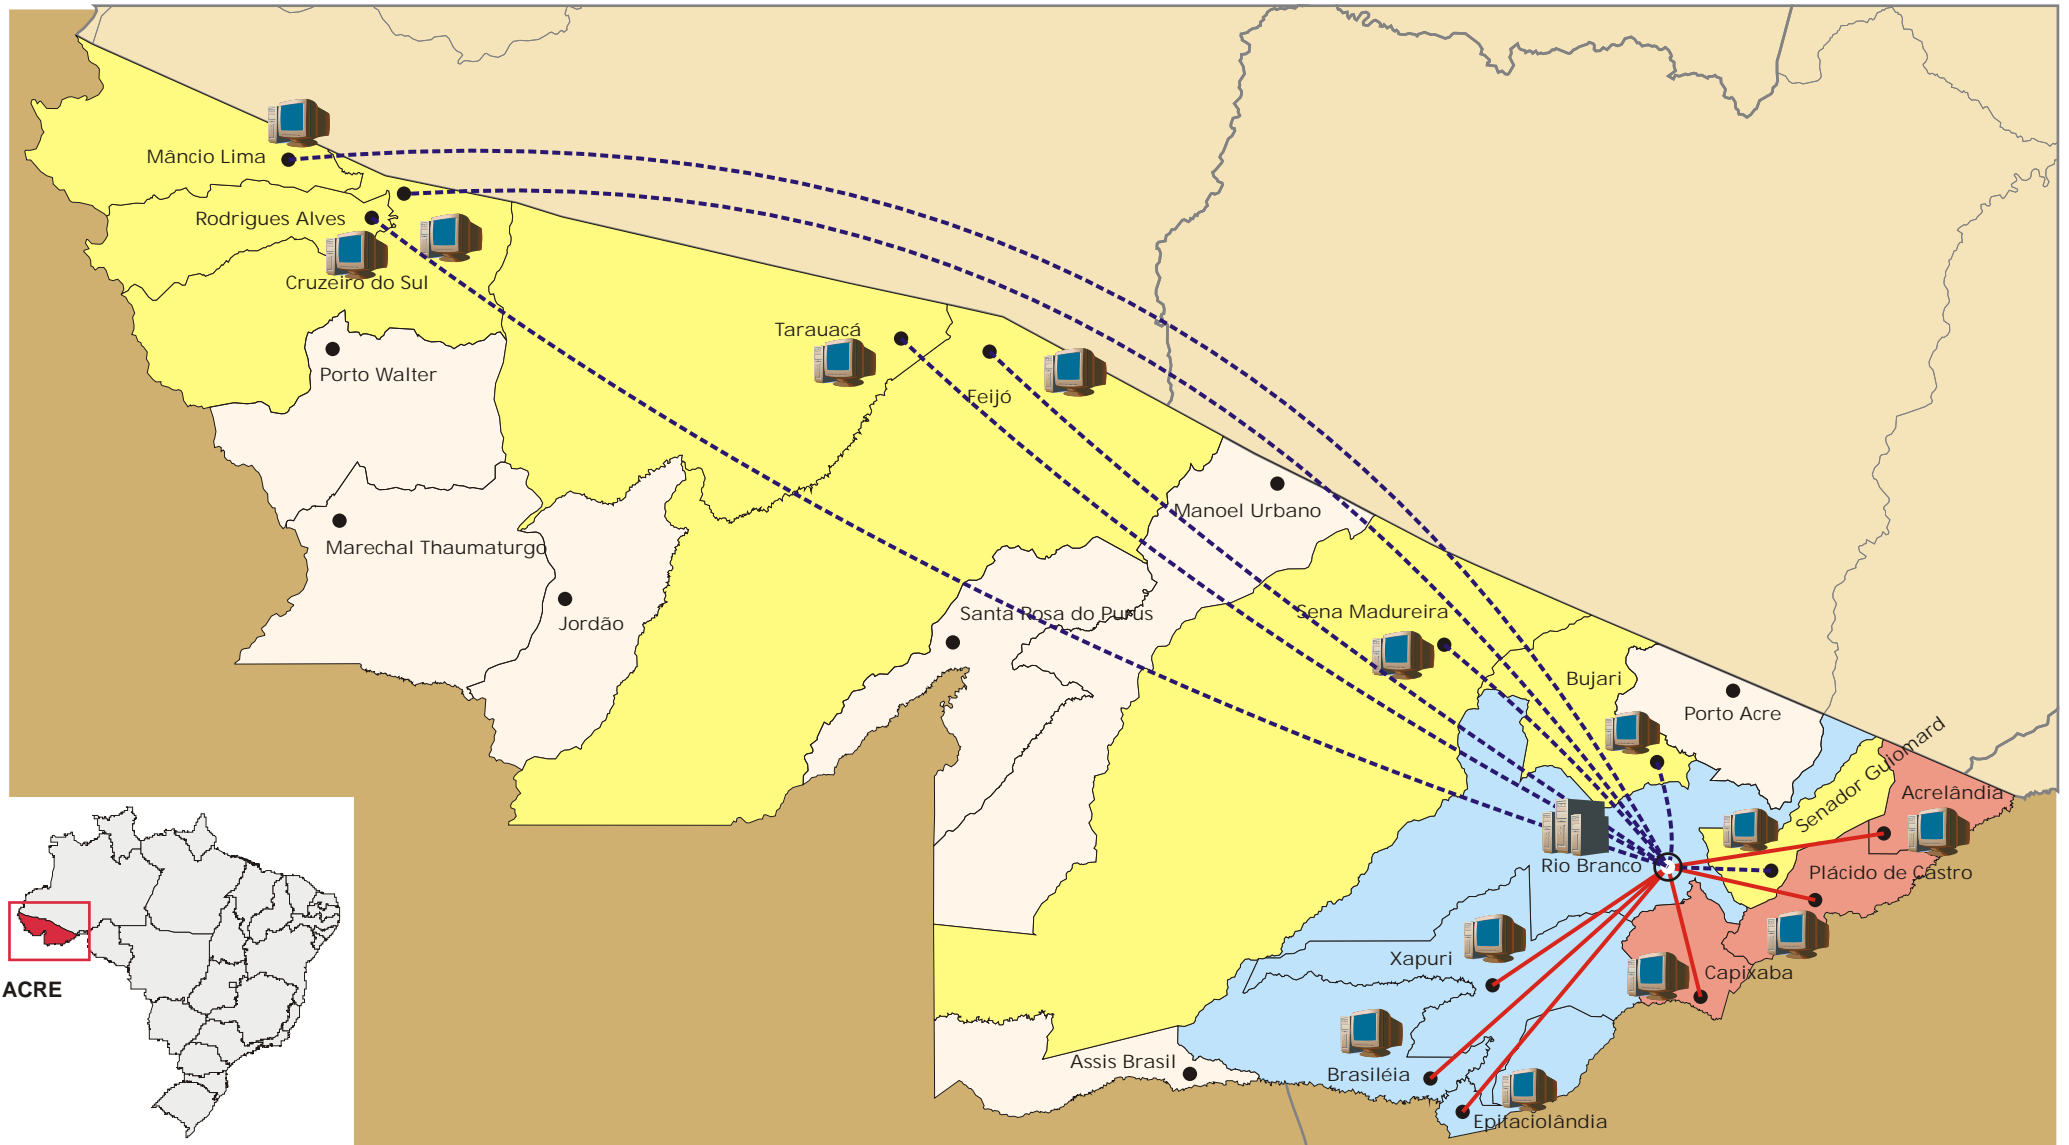 Mâncio Lima
Rodrigues Alves
Cruzeiro do Sul
Tarauacá
Porto Walter
Feijó
Manoel Urbano
Marechal Thaumaturgo
Santa Rosa do Purus
Sena Madureira
Jordão
Bujari
Porto Acre
Senador Guiomard
Acrelândia
Rio Branco
Plácido de Castro
Xapuri
Capixaba
ACRE
Assis Brasil
Brasiléia
Epitaciolândia